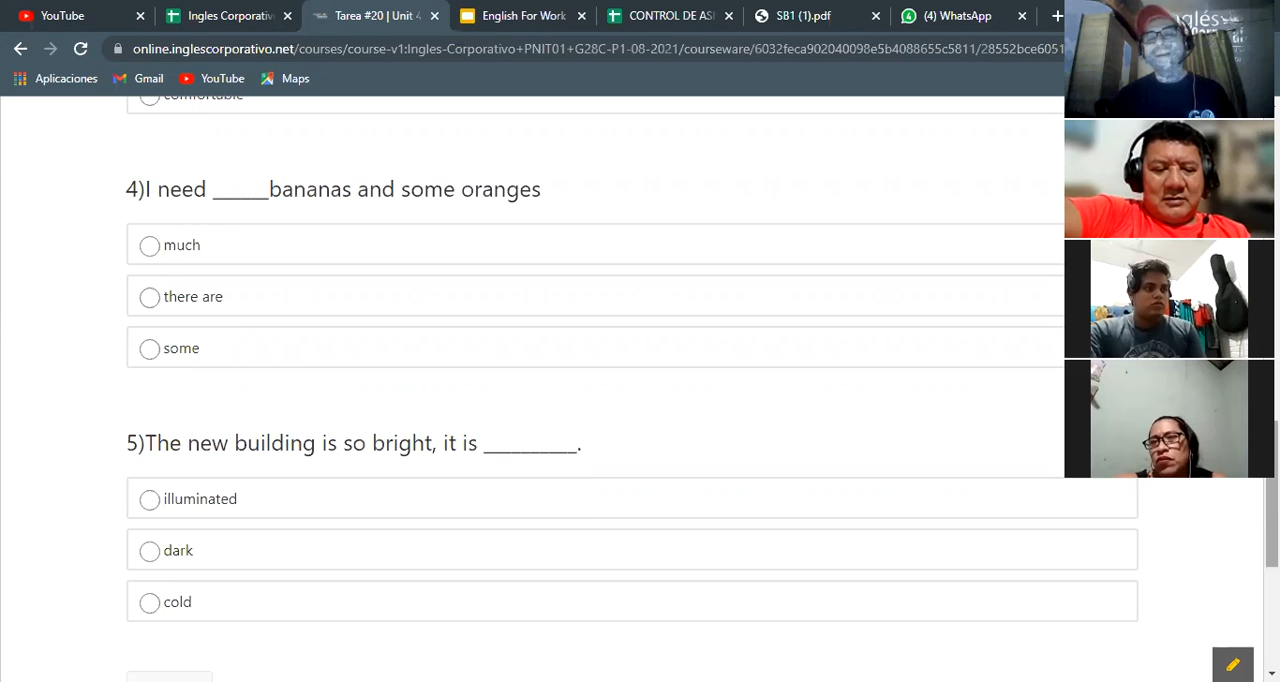 YouTube
Ingles Corporativ
Tarea #20 | Unit 4
English For Work
CONTROL DE ASI
SB1 (1).pdf
(4) WhatsApp
online.inglescorporativo.net/courses/course-v1:Ingles-Corporativo+PNIT01+G28C-P1-08-2021/courseware/6032feca902040098e5b4088655c5811/28552bce6051
Aplicaciones
Gmail
YouTube
Maps
comfortable
4)I need ______bananas and some oranges
much
there are
some
5)The new building is so bright, it is __________.
illuminated
dark
cold